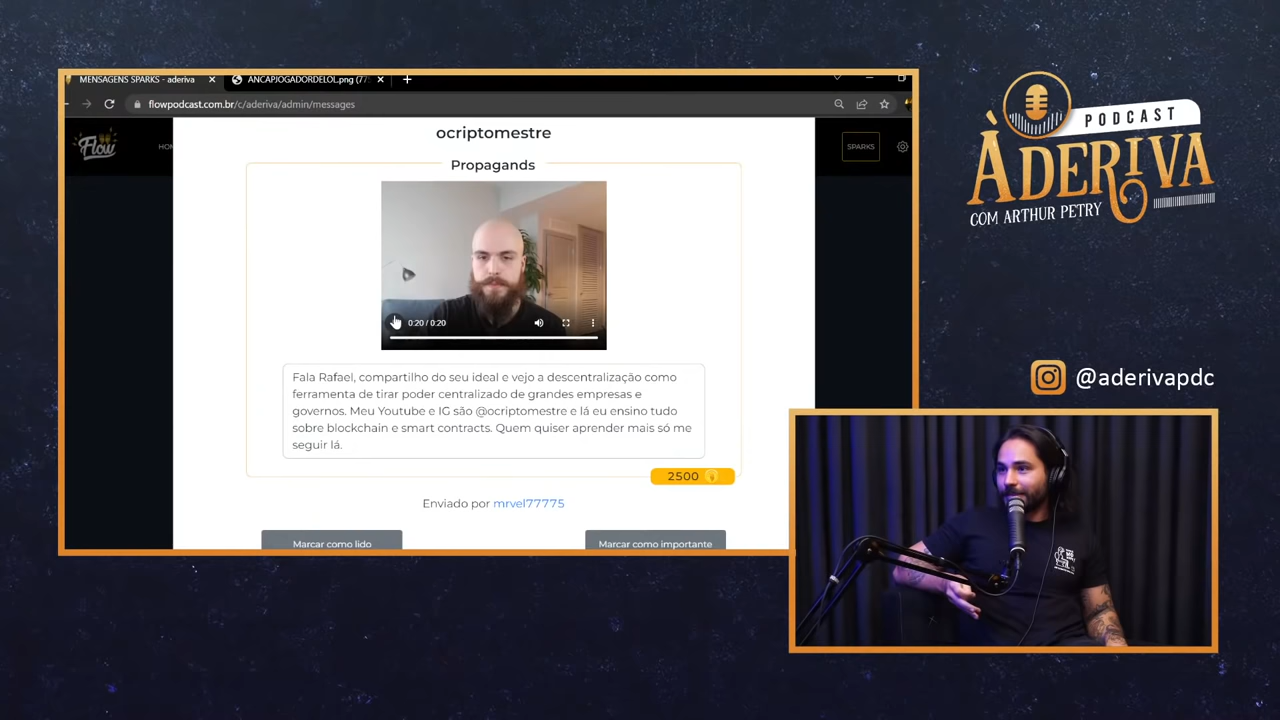 MENSAGENS SPARKS - aderiva
ANCAPJOGADORDELOL.png (77
flowpodcast.com.br/c/aderiva/admin/messages
Flow
HOM
SPARKS
ocriptomestre
Propagands
0:20 / 0:20
Fala Rafael, compartilho do seu ideal e vejo a descentralização como
ferramenta de tirar poder centralizado de grandes empresas e
governos. Meu Youtube e IG são @ocriptomestre e lá eu ensino tudo
sobre blockchain e smart contracts. Quem quiser aprender mais só me
seguir lá.
2500
Enviado por mrvel77775
Marcar como lido
Marcar como importante
PODCAST
ÀDERIVA
COM ARTHUR PETRY
@aderivapdc